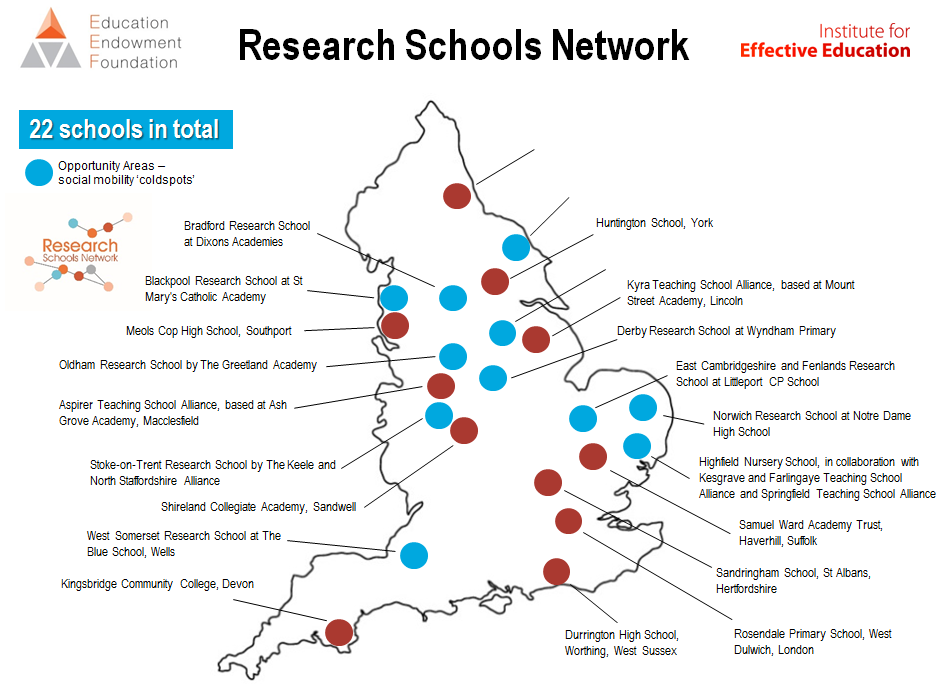 Education
Endowment
Foundation
Research Schools Network
Institute for
Effective Education
22 schools in total
Opportunity Areas –
social mobility 'coldspots'
Research
Schools Network
Bradford Research School
at Dixons Academies
Blackpool Research School at St
Mary's Catholic Academy
Meols Cop High School, Southport
Oldham Research School by The Greetland Academy
Aspirer Teaching School Alliance, based at Ash
Grove Academy, Macclesfield
Stoke-on-Trent Research School by The Keele and
North Staffordshire Alliance
Shireland Collegiate Academy, Sandwell
West Somerset Research School at The
Blue School, Wells
Kingsbridge Community College, Devon
Huntington School, York
Kyra Teaching School Alliance, based at Mount
Street Academy, Lincoln
Derby Research School at Wyndham Primary
East Cambridgeshire and Fenlands Research
School at Littleport CP School
Norwich Research School at Notre Dame
High School
Highfield Nursery School, in collaboration with
Kesgrave and Farlingaye Teaching School
Alliance and Springfield Teaching School Alliance
Samuel Ward Academy Trust,
Haverhill, Suffolk
Sandringham School, St Albans,
Hertfordshire
Rosendale Primary School, West
Dulwich, London
Durrington High School,
Worthing, West Sussex